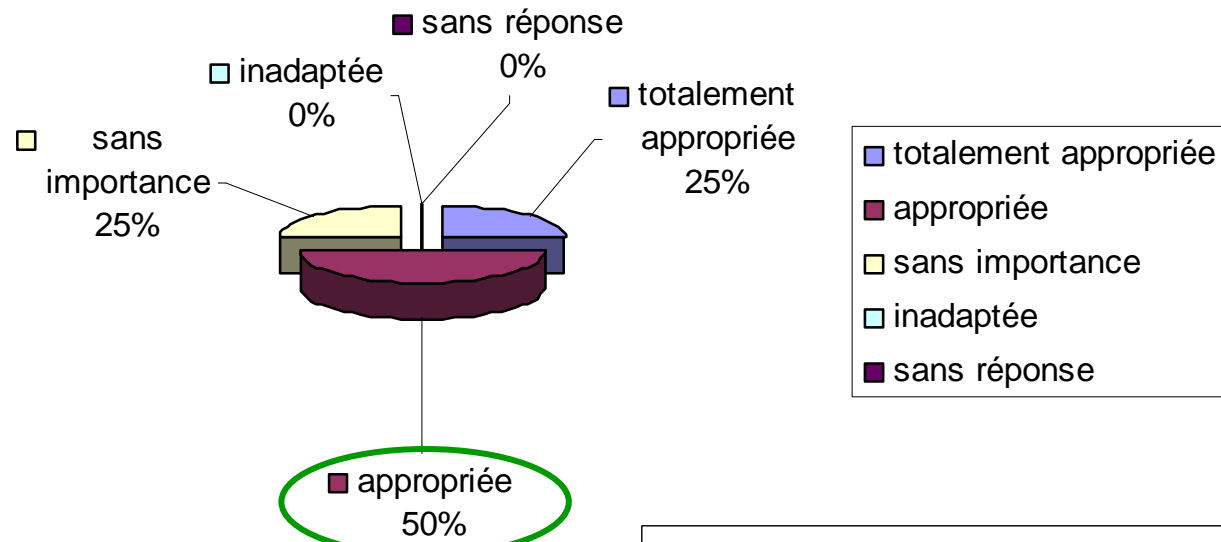 sans réponse
0%
inadaptée
0%
totalement
appropriée
25%
sans
importance
25%
totalement appropriée
appropriée
sans importance
inadaptée
sans réponse
appropriée
50%